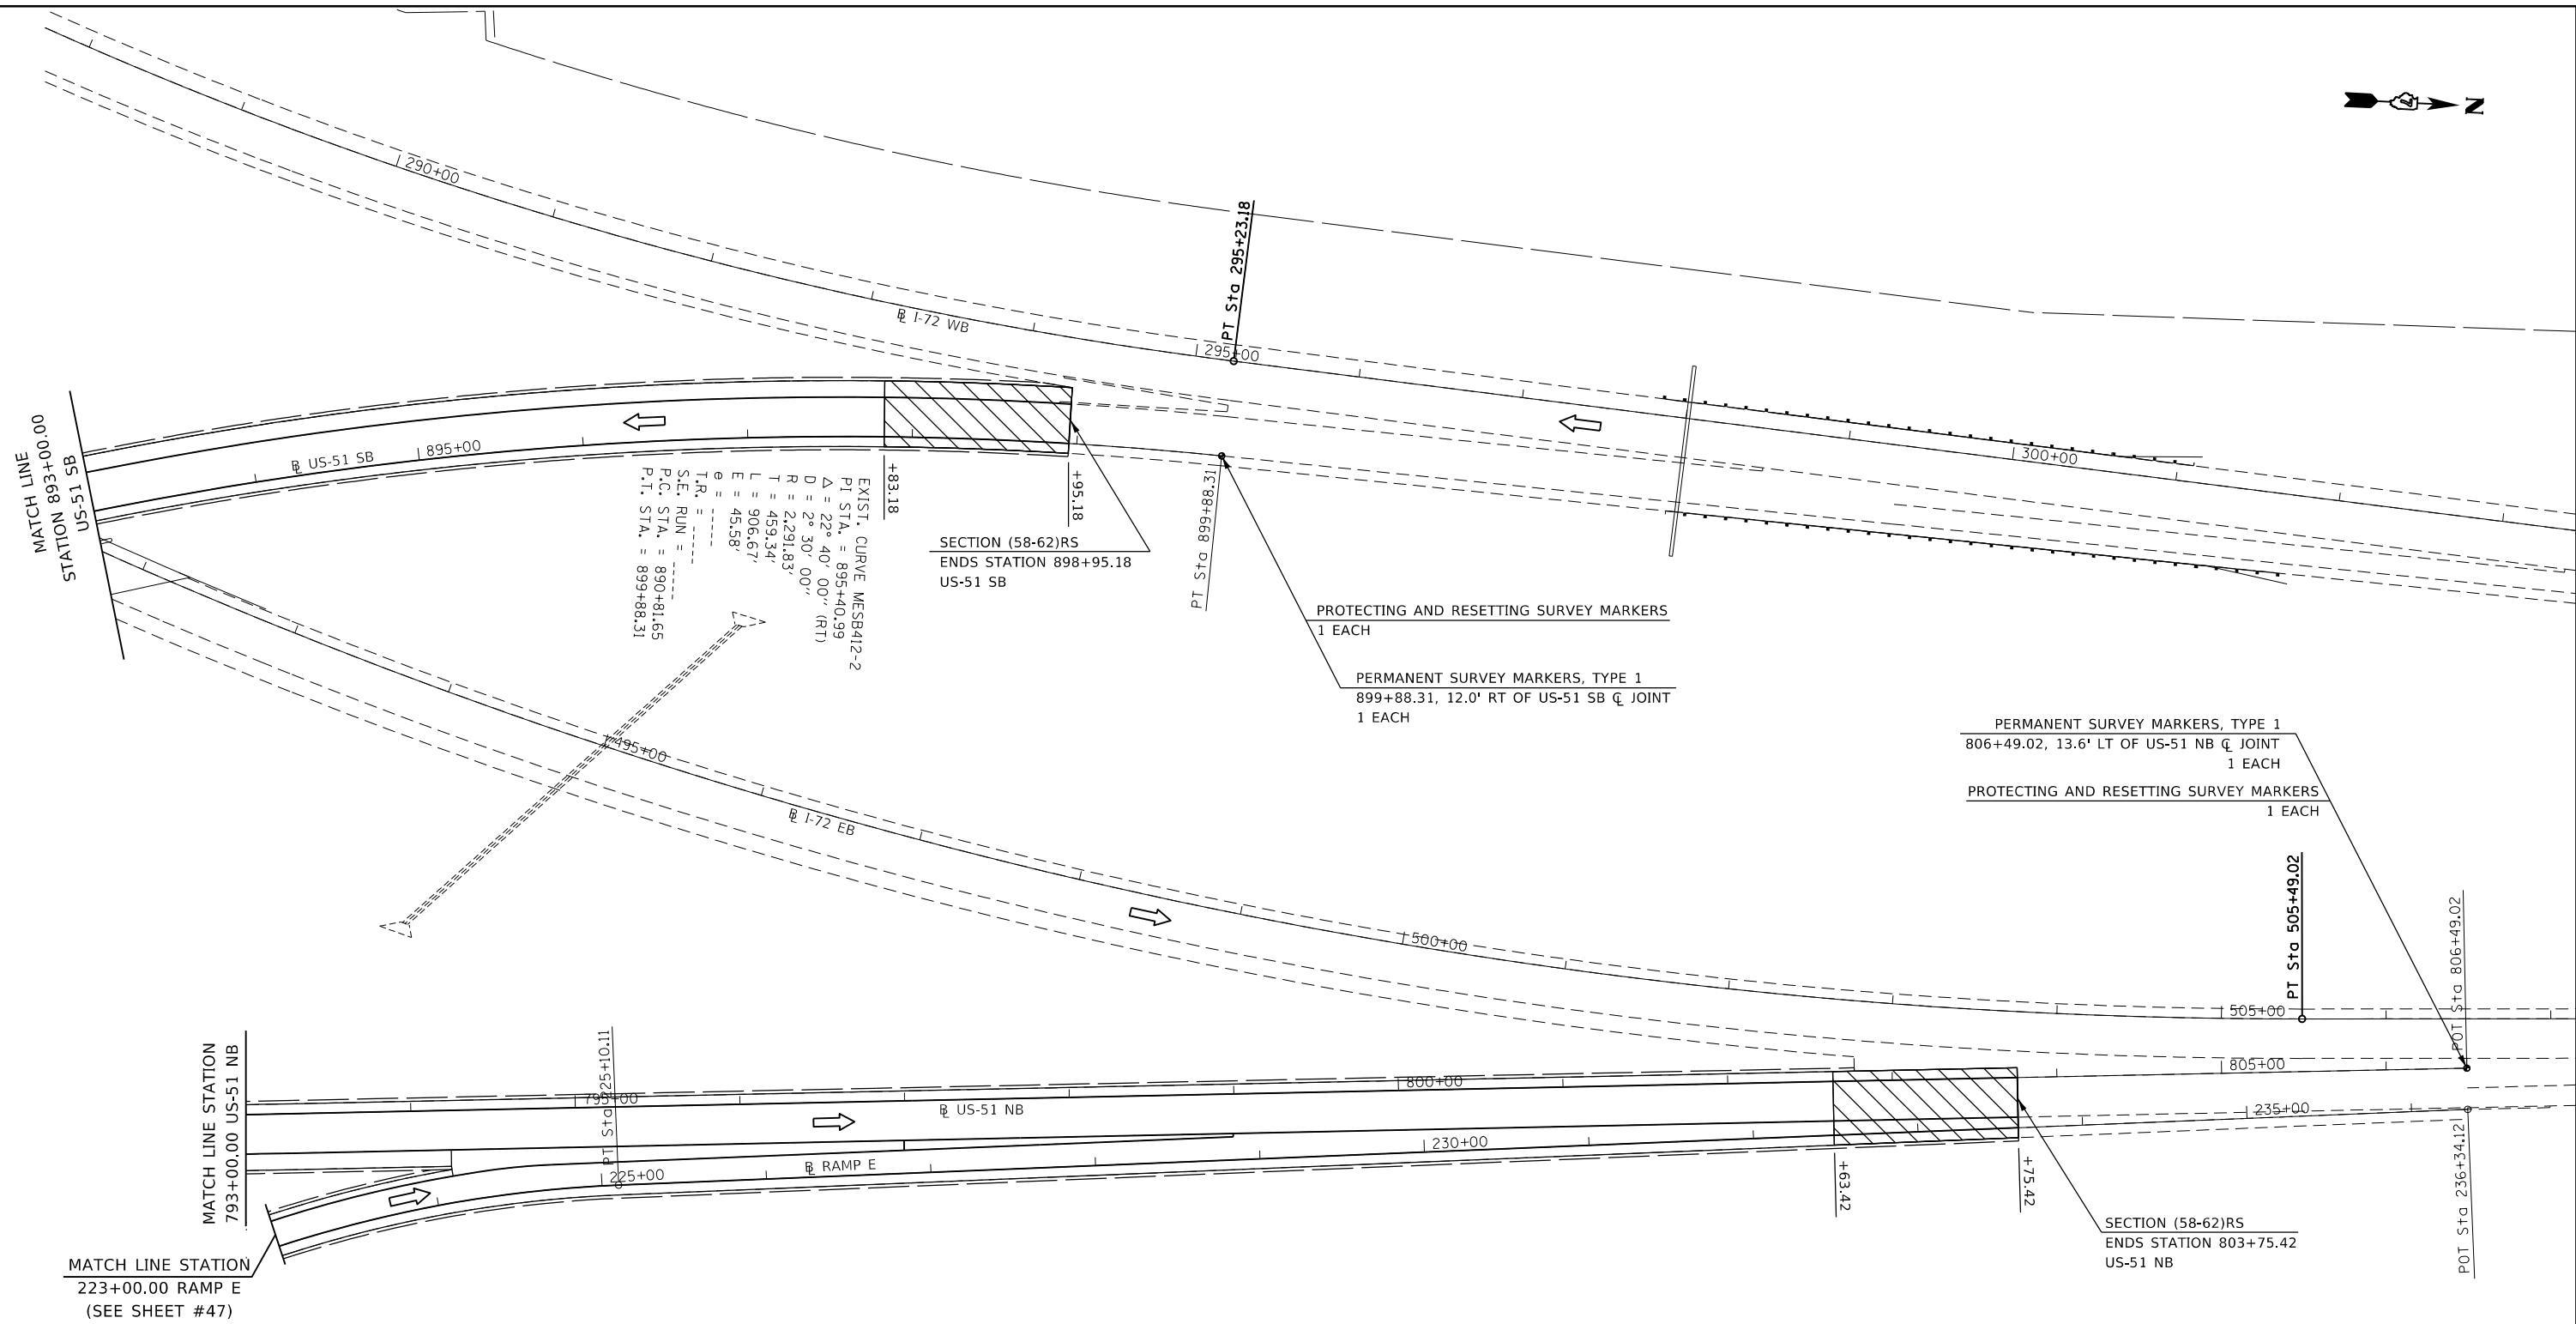 N
290+00
PT Sta 295+23.18
℄ I-72 WB
295+00
300+00
MATCH LINE
STATION 893+00.00
US-51 SB
℄ US-51 SB
895+00
+83.18
+95.18
EXIST. CURVE MESB412-2
PI STA. = 895+40.99
Δ = 22° 40' 00" (RT)
D = 2° 30' 00"
R = 2,291.83'
T = 459.34'
L = 906.67'
E = 45.58'
e = ------
T.R. = ------
S.E. RUN = ------
P.C. STA. = 890+81.65
P.T. STA. = 899+88.31
SECTION (58-62)RS
ENDS STATION 898+95.18
US-51 SB
PT Sta 899+88.31
PROTECTING AND RESETTING SURVEY MARKERS
1 EACH
PERMANENT SURVEY MARKERS, TYPE 1
899+88.31, 12.0' RT OF US-51 SB ℄ JOINT
1 EACH
PERMANENT SURVEY MARKERS, TYPE 1
806+49.02, 13.6' LT OF US-51 NB ℄ JOINT
1 EACH
PROTECTING AND RESETTING SURVEY MARKERS
1 EACH
495+00
℄ I-72 EB
500+00
PT Sta 505+49.02
505+00
POT Sta 806+49.02
MATCH LINE STATION
793+00.00 US-51 NB
795+00
PT Sta 225+10.11
℄ US-51 NB
800+00
805+00
225+00
℄ RAMP E
230+00
235+00
+63.42
+75.42
POT Sta 236+34.12
SECTION (58-62)RS
ENDS STATION 803+75.42
US-51 NB
MATCH LINE STATION
223+00.00 RAMP E
(SEE SHEET #47)